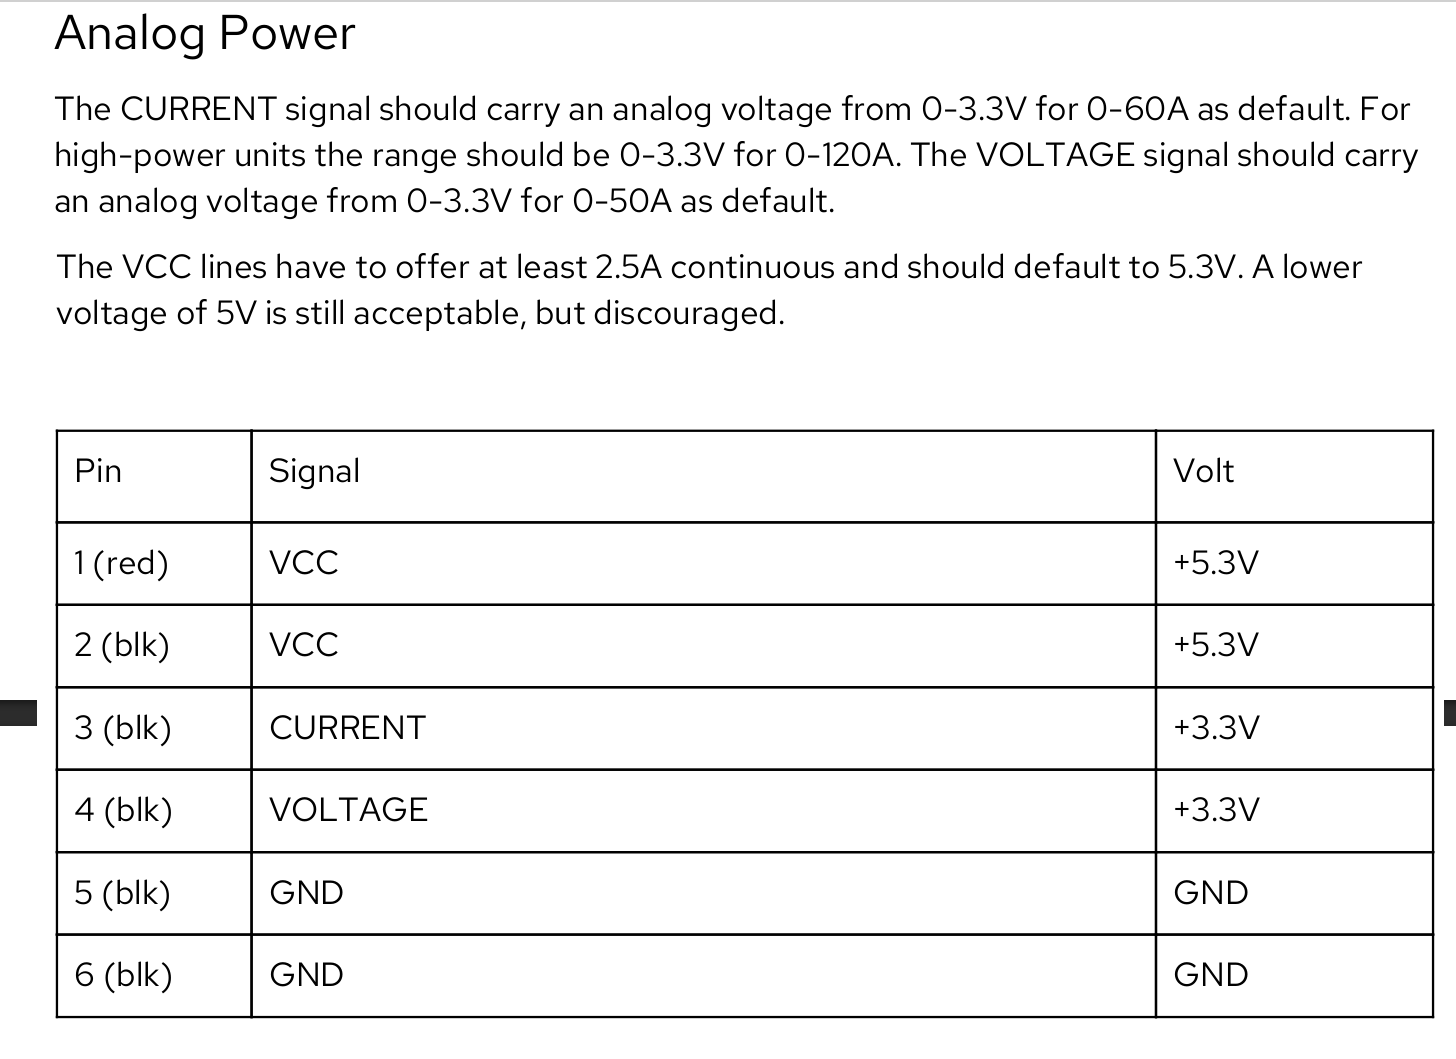 Analog Power
The CURRENT signal should carry an analog voltage from 0-3.3V for 0-60A as default. For
high-power units the range should be 0-3.3V for 0-120A. The VOLTAGE signal should carry
an analog voltage from 0-3.3V for 0-50A as default.
The VCC lines have to offer at least 2.5A continuous and should default to 5.3V. A lower
voltage of 5V is still acceptable, but discouraged.
Pin Signal Volt
1 (red) VCC +5.3V
2 (blk) VCC +5.3V
3 (blk) CURRENT +3.3V
4 (blk) VOLTAGE +3.3V
5 (blk) GND GND
6 (blk) GND GND